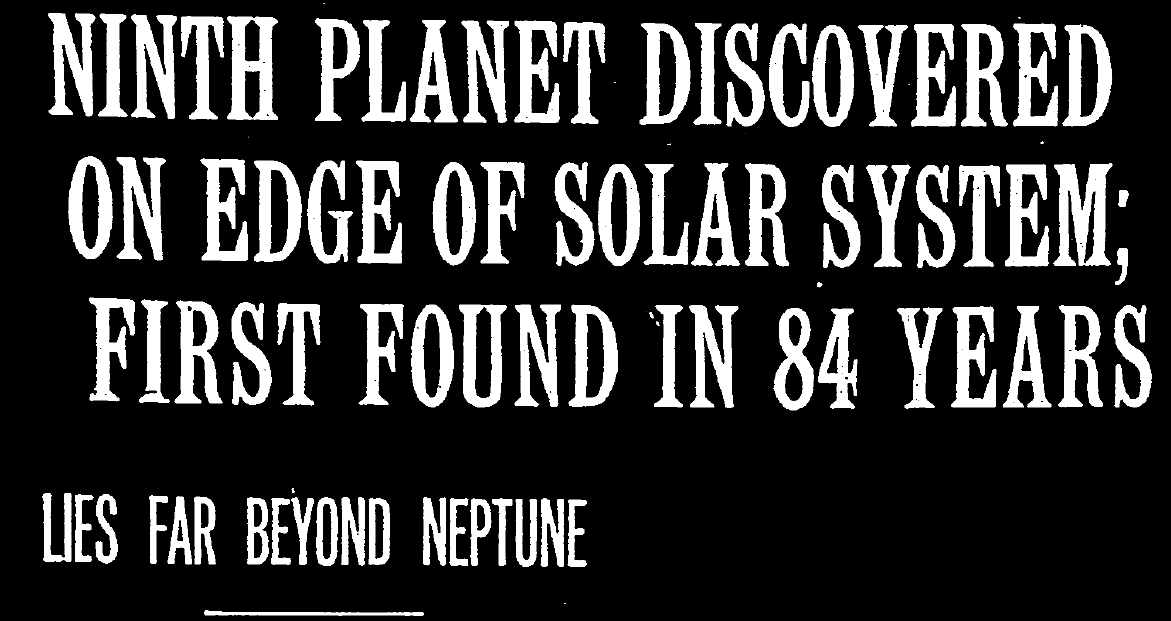 NINTH PLANET DISCOVERED
ON EDGE OF SOLAR SYSTEM;
FIRST FOUND IN 84 YEARS
LIES FAR BEYOND NEPTUNE